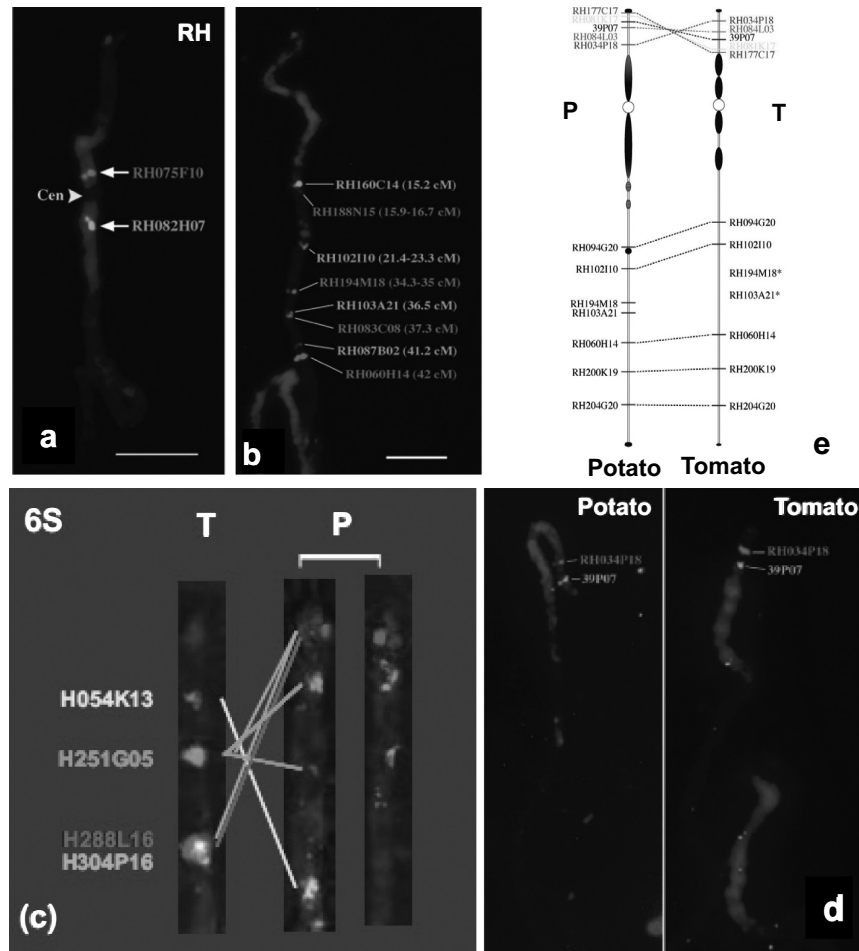 RH
RH075F10
Cen
RH082H07
a
RH160C14 (15.2 cM)
RH188N15 (15.9-16.7 cM)
RH102I10 (21.4-23.3 cM)
RH194M18 (34.3-35 cM)
RH103A21 (36.5 cM)
RH083C08 (37.3 cM)
RH087B02 (41.2 cM)
RH060H14 (42 cM)
b
RH177C17
RH081K17
39P07
RH084L03
RH034P18
RH034P18
RH084L03
39P07
RH081K17
RH177C17
P
T
RH094G20
RH102I10
RH194M18
RH103A21
RH060H14
RH200K19
RH204G20
RH094G20
RH102I10
RH194M18*
RH103A21*
RH060H14
RH200K19
RH204G20
Potato Tomato
e
6S
T
P
H054K13
H251G05
H288L16
H304P16
(c)
Potato
RH034P18
39P07
Tomato
RH034P18
39P07
d